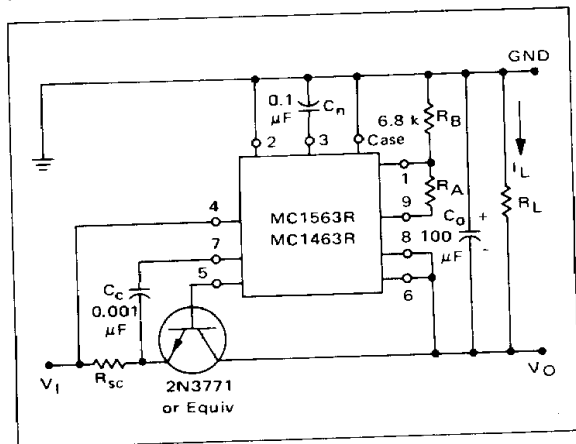 GND
0.1
μF
Cn
6.8 k
RB
2
3
Case
1
RA
IL
4
9
MC1563R
MC1463R
Co
+
RL
7
8
100
μF
-
5
6
Cc
0.001
μF
VI
Rsc
VO
2N3771
or Equiv